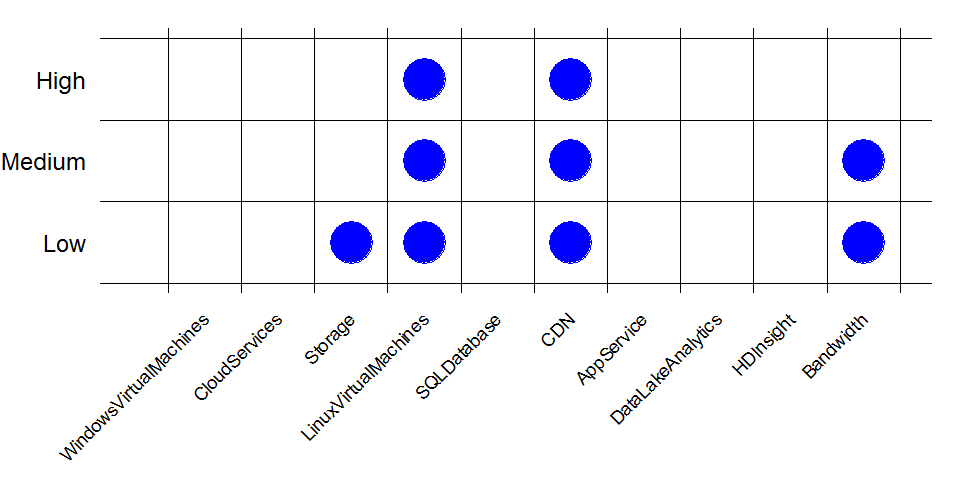 High
Medium
Low
WindowsVirtualMachines
CloudServices
Storage
LinuxVirtualMachines
SQLDatabase
CDN
AppService
DataLakeAnalytics
HDInsight
Bandwidth